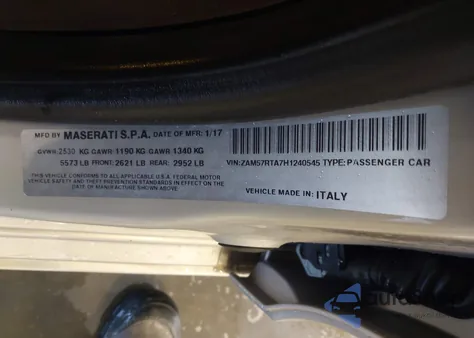 MFD BY MASERATI S.P.A. DATE OF MFR: 1/17
GVWR: 2530 KG GAWR: 1190 KG GAWR: 1340 KG
5573 LB FRONT: 2621 LB REAR: 2952 LB
THIS VEHICLE CONFORMS TO ALL APPLICABLE U.S.A. FEDERAL MOTOR
VEHICLE SAFETY AND THEFT PREVENTION STANDARDS IN EFFECT ON THE
DATE OF MANUFACTURE SHOWN ABOVE.
VIN: ZAM57RTA7H1240545 TYPE: PASSENGER CAR
VEHICLE MADE IN: ITALY